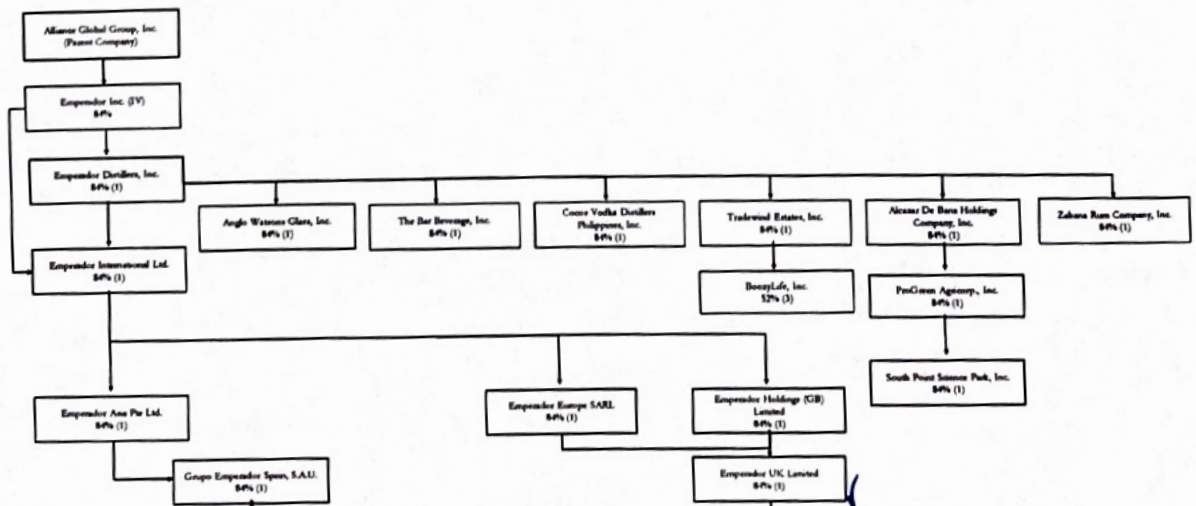 Alliance Global Group, Inc.
(Parent Company)
Emperador Inc. (IV)
84%
Emperador Distillers, Inc.
84% (1)
Anglo Watsons Glass, Inc.
84% (1)
The Bar Beverage, Inc.
84% (1)
Cocos Vodka Distillers
Philippines, Inc.
84% (1)
Tradewind Estates, Inc.
84% (1)
Alcazar De Bana Holdings
Company, Inc.
84% (1)
Zabana Rum Company, Inc.
84% (1)
Emperador International Ltd.
84% (1)
BoozyLife, Inc.
52% (3)
ProGreen Agricorp., Inc.
84% (1)
South Point Science Park, Inc.
84% (1)
Emperador Asia Pte Ltd.
84% (1)
Emperador Europe SARL
84% (1)
Emperador Holdings (GB)
Limited
84% (1)
Grupo Emperador Spain, S.A.U.
84% (1)
Emperador UK Limited
84% (1)